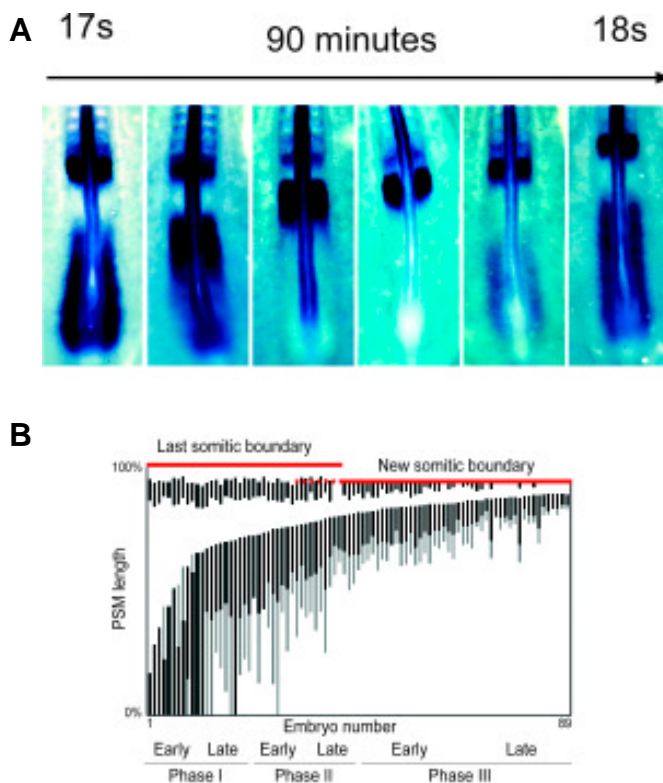 A
17s
90 minutes
18s
B
Last somitic boundary
New somitic boundary
100%
PSM length
0%
1
Embryo number
89
Early Late Early Late Early Late
Phase I Phase II Phase III